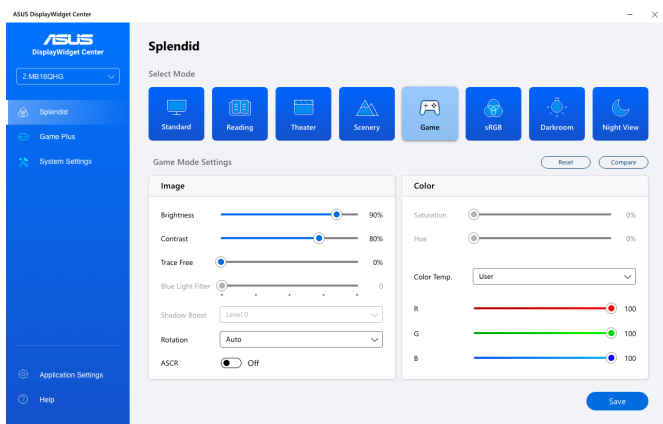 ASUS DisplayWidget Center
ASUS
DisplayWidget Center
2.MB16QHG
Splendid
Game Plus
System Settings
Application Settings
Help
Splendid
Select Mode
Standard
Reading
Theater
Scenery
Game
sRGB
Darkroom
Night View
Game Mode Settings
Reset
Compare
Image
Brightness 90%
Contrast 80%
Trace Free 0%
Blue Light Filter 0
Shadow Boost Level 0
Rotation Auto
ASCR Off
Color
Saturation 0%
Hue 0%
Color Temp. User
R 100
G 100
B 100
Save